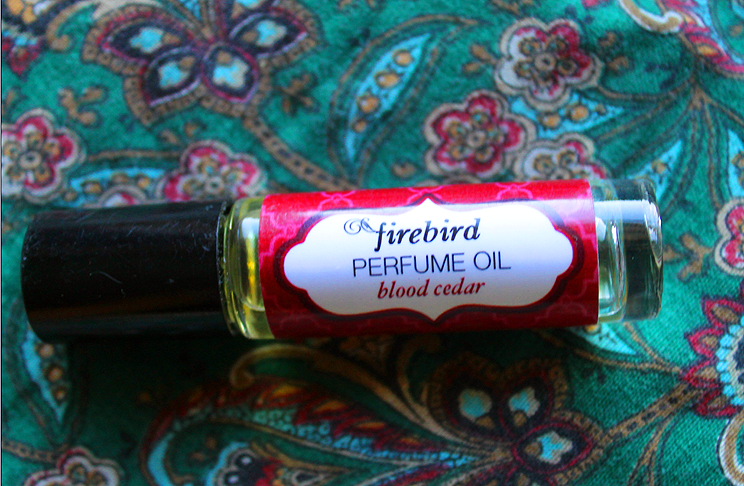 firebird
PERFUME OIL
blood cedar